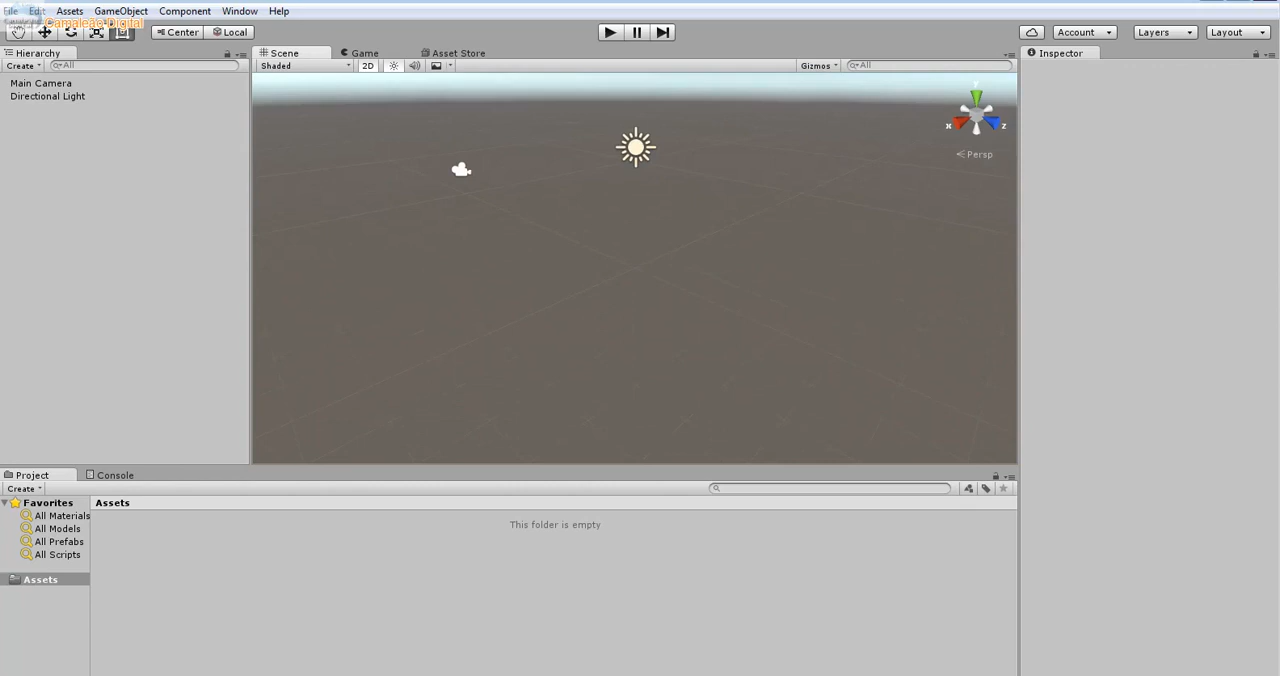 File Edit Assets GameObject Component Window Help
Camaleão Digital
Center Local Account Layers Layout
Hierarchy Scene Game Asset Store Inspector
Create All Shaded 2D Gizmos All
Main Camera
Directional Light
y
x z
Persp
Project Console
Create
Favorites Assets
All Materials
All Models
All Prefabs
All Scripts
Assets
This folder is empty